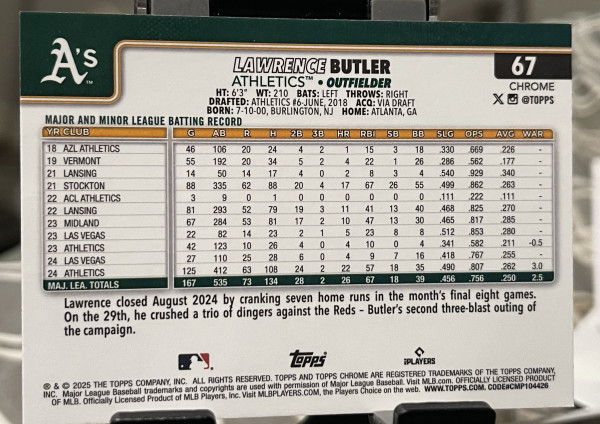 A's
LAWRENCE BUTLER
ATHLETICS™ • OUTFIELDER
67
CHROME
@TOPPS
HT: 6'3" WT: 210 BATS: LEFT THROWS: RIGHT
DRAFTED: ATHLETICS #6-JUNE, 2018 ACQ: VIA DRAFT
BORN: 7-10-00, BURLINGTON, NJ HOME: ATLANTA, GA
MAJOR AND MINOR LEAGUE BATTING RECORD
YR CLUB G AB R H 2B 3B HR RBI SB BB SLG OPS AVG WAR
18 AZL ATHLETICS 46 106 20 24 4 2 1 15 3 18 .330 .669 .226 -
19 VERMONT 55 192 20 34 5 2 4 22 1 26 .286 .562 .177 -
21 LANSING 14 50 14 17 4 0 2 8 3 4 .540 .929 .340 -
21 STOCKTON 88 335 62 88 20 4 17 67 26 55 .499 .862 .263 -
22 ACL ATHLETICS 3 9 0 1 0 0 0 0 0 0 .111 .222 .111 -
22 LANSING 81 293 52 79 19 3 11 41 13 40 .468 .825 .270 -
23 MIDLAND 67 284 53 81 17 2 10 47 13 30 .465 .817 .285 -
23 LAS VEGAS 22 82 14 23 2 1 5 23 8 8 .512 .853 .280 -
23 ATHLETICS 42 123 10 26 4 0 4 10 0 4 .341 .582 .211 -0.5
24 LAS VEGAS 27 110 25 28 6 0 4 9 7 16 .418 .767 .255 -
24 ATHLETICS 125 412 63 108 24 2 22 57 18 35 .490 .807 .262 3.0
MAJ. LEA. TOTALS 167 535 73 134 28 2 26 67 18 39 .456 .756 .250 2.5
Lawrence closed August 2024 by cranking seven home runs in the month's final eight games.
On the 29th, he crushed a trio of dingers against the Reds – Butler's second three-blast outing of
the campaign.
Topps
PLAYERS
® & © 2025 THE TOPPS COMPANY, INC. ALL RIGHTS RESERVED. TOPPS AND TOPPS CHROME ARE REGISTERED TRADEMARKS OF THE TOPPS COMPANY,
INC. Major League Baseball trademarks and copyrights are used with permission of Major League Baseball. Visit MLB.com. OFFICIALLY LICENSED PRODUCT
OF MLB. Officially Licensed Product of MLB Players, Inc. Visit MLBPLAYERS.com, the Players Choice on the web. WWW.TOPPS.COM. CODE#CMP104426